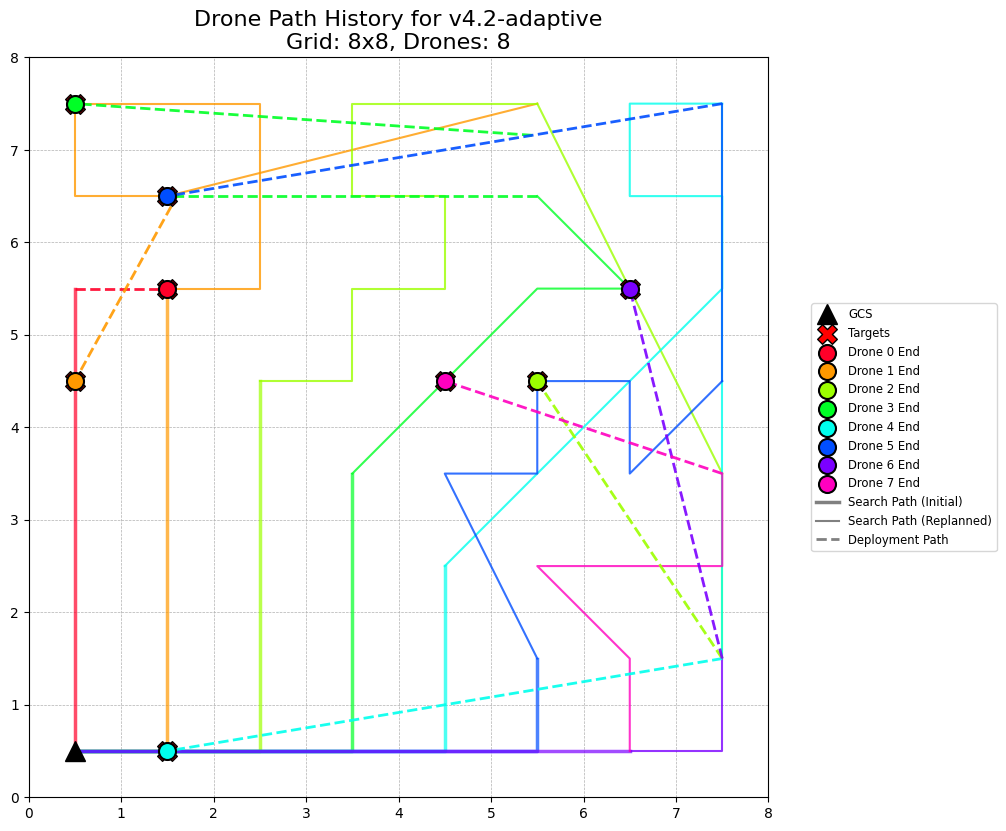 Drone Path History for v4.2-adaptive
Grid: 8x8, Drones: 8
8
7
6
5
4
3
2
1
0
0
1
2
3
4
5
6
7
8
GCS
Targets
Drone 0 End
Drone 1 End
Drone 2 End
Drone 3 End
Drone 4 End
Drone 5 End
Drone 6 End
Drone 7 End
Search Path (Initial)
Search Path (Replanned)
Deployment Path